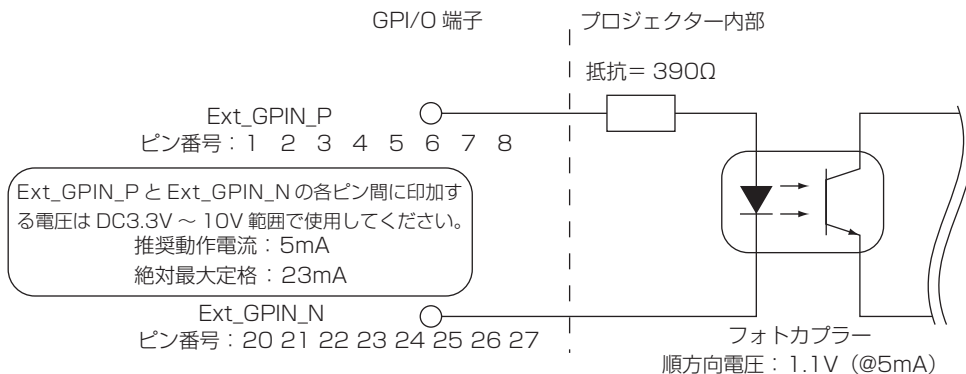 GPI/O 端子
プロジェクター内部
抵抗＝ 390Ω
Ext_GPIN_P
ピン番号：1 2 3 4 5 6 7 8
Ext_GPIN_P と Ext_GPIN_N の各ピン間に印加す
る電圧は DC3.3V ～ 10V 範囲で使用してください。
推奨動作電流：5mA
絶対最大定格：23mA
Ext_GPIN_N
ピン番号：20 21 22 23 24 25 26 27
フォトカプラー
順方向電圧：1.1V（@5mA）